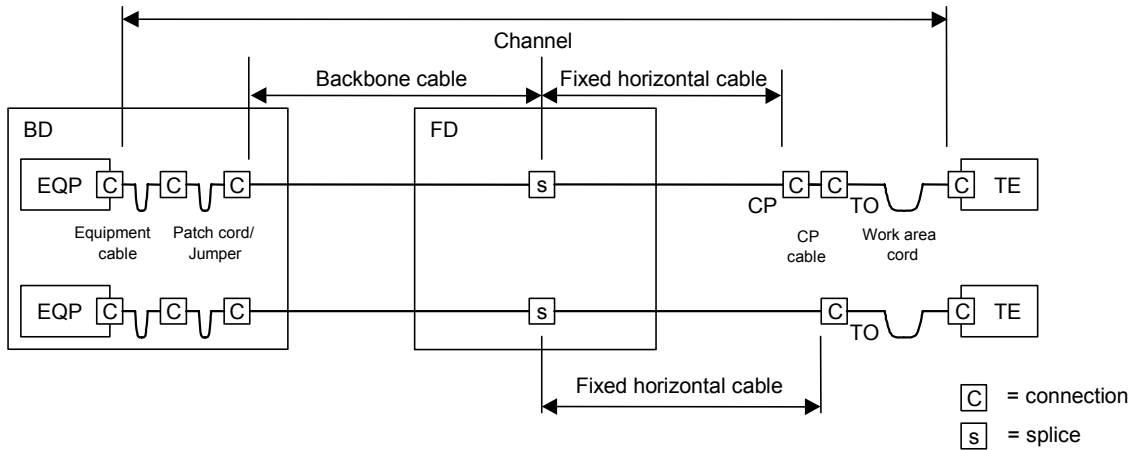 Channel
Backbone cable
Fixed horizontal cable
BD
FD
EQP C C C s C C C TE
CP TO
Equipment cable
Patch cord/ Jumper
CP cable
Work area cord
EQP C C C s C C TE
TO
Fixed horizontal cable
C = connection
s = splice